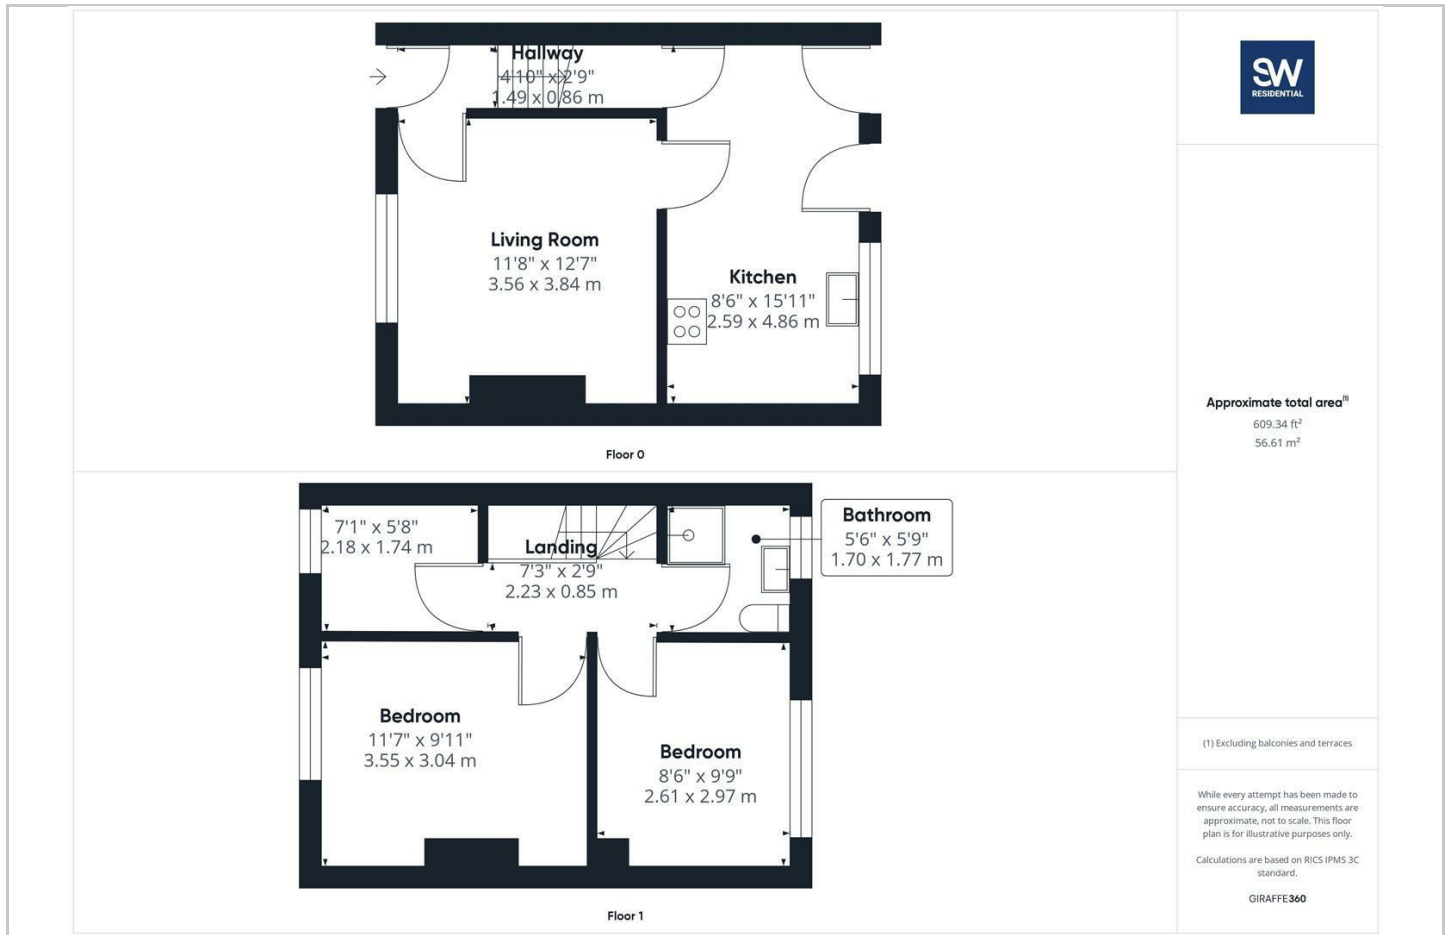 Hallway
4'10" x 2'9"
1.49 x 0.86 m
Living Room
11'8" x 12'7"
3.56 x 3.84 m
Kitchen
8'6" x 15'11"
2.59 x 4.86 m
Floor 0
7'1" x 5'8"
2.18 x 1.74 m
Landing
7'3" x 2'9"
2.23 x 0.85 m
Bathroom
5'6" x 5'9"
1.70 x 1.77 m
Bedroom
11'7" x 9'11"
3.55 x 3.04 m
Bedroom
8'6" x 9'9"
2.61 x 2.97 m
Floor 1
SW
RESIDENTIAL
Approximate total area(1)
609.34 ft²
56.61 m²
(1) Excluding balconies and terraces
While every attempt has been made to
ensure accuracy, all measurements are
approximate, not to scale. This floor
plan is for illustrative purposes only.
Calculations are based on RICS IPMS 3C
standard.
GIRAFFE360